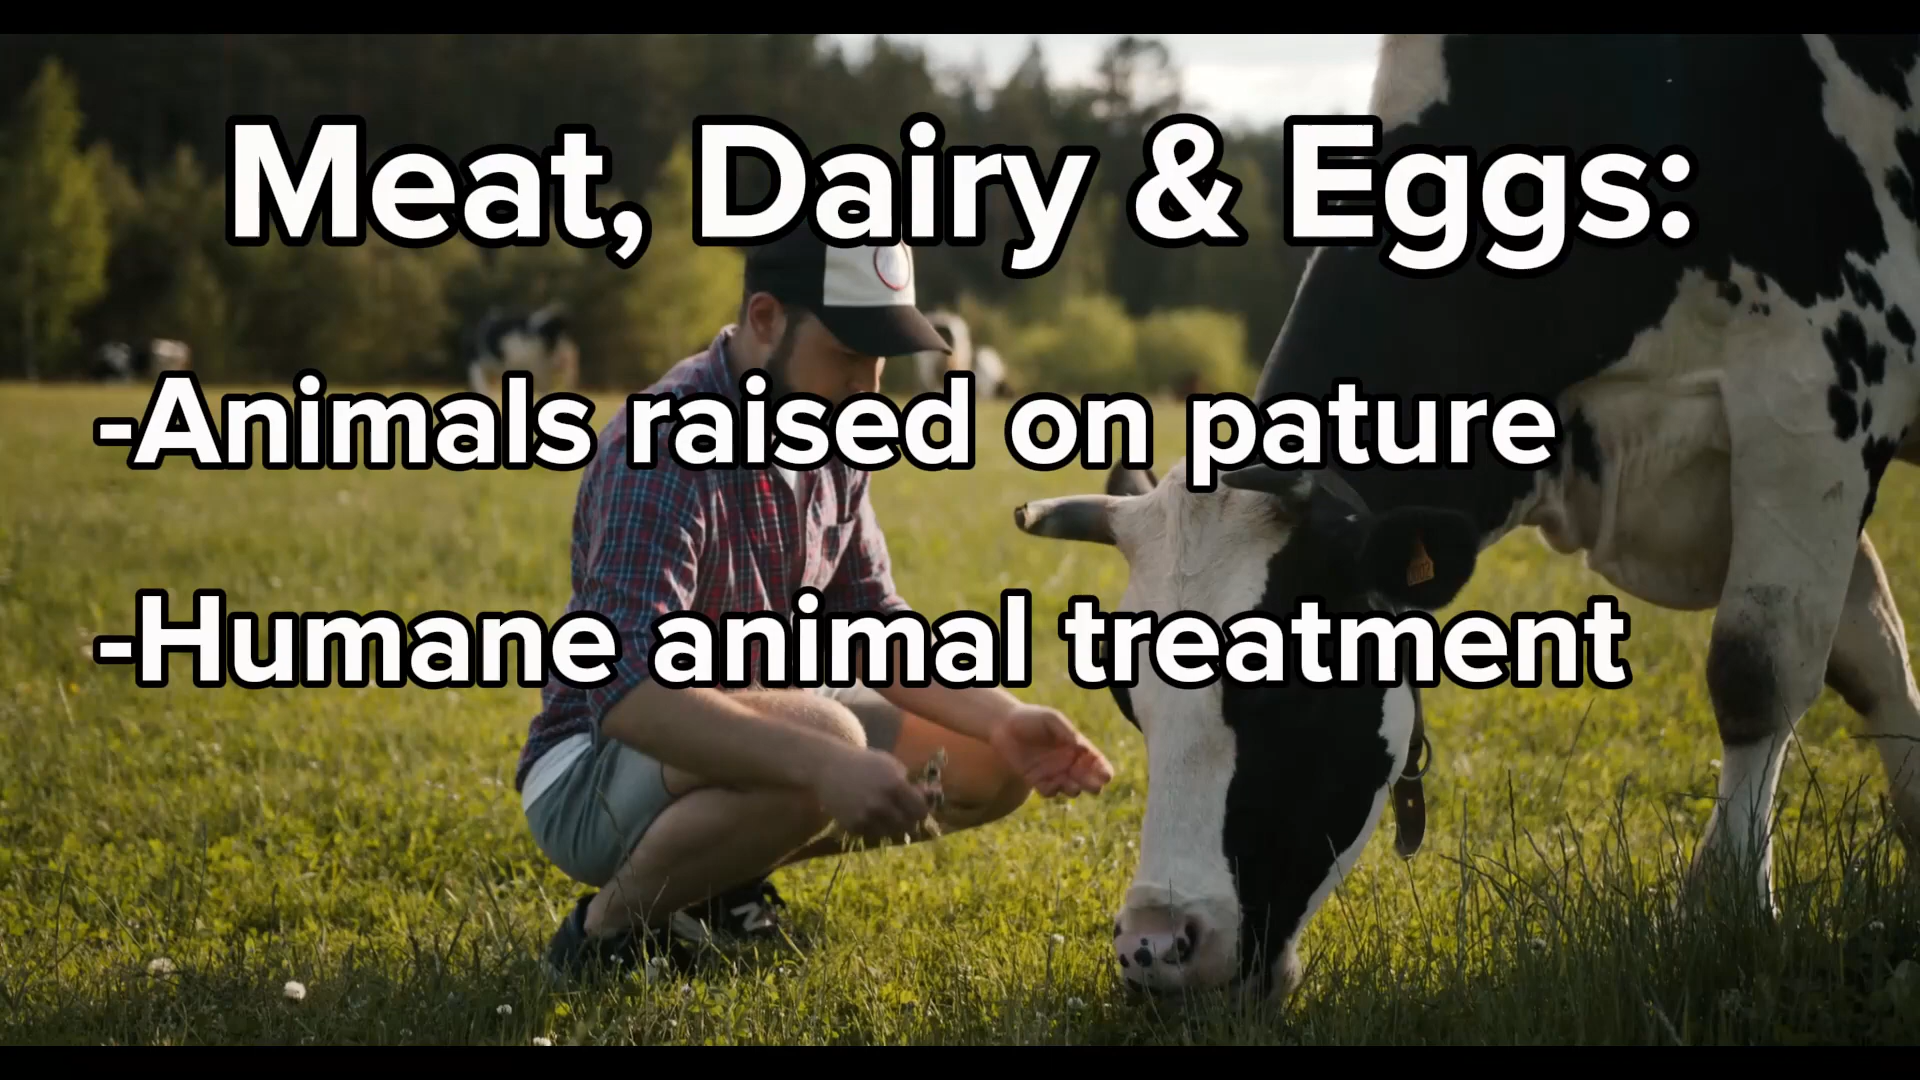 Meat, Dairy & Eggs:
-Animals raised on pature
-Humane animal treatment